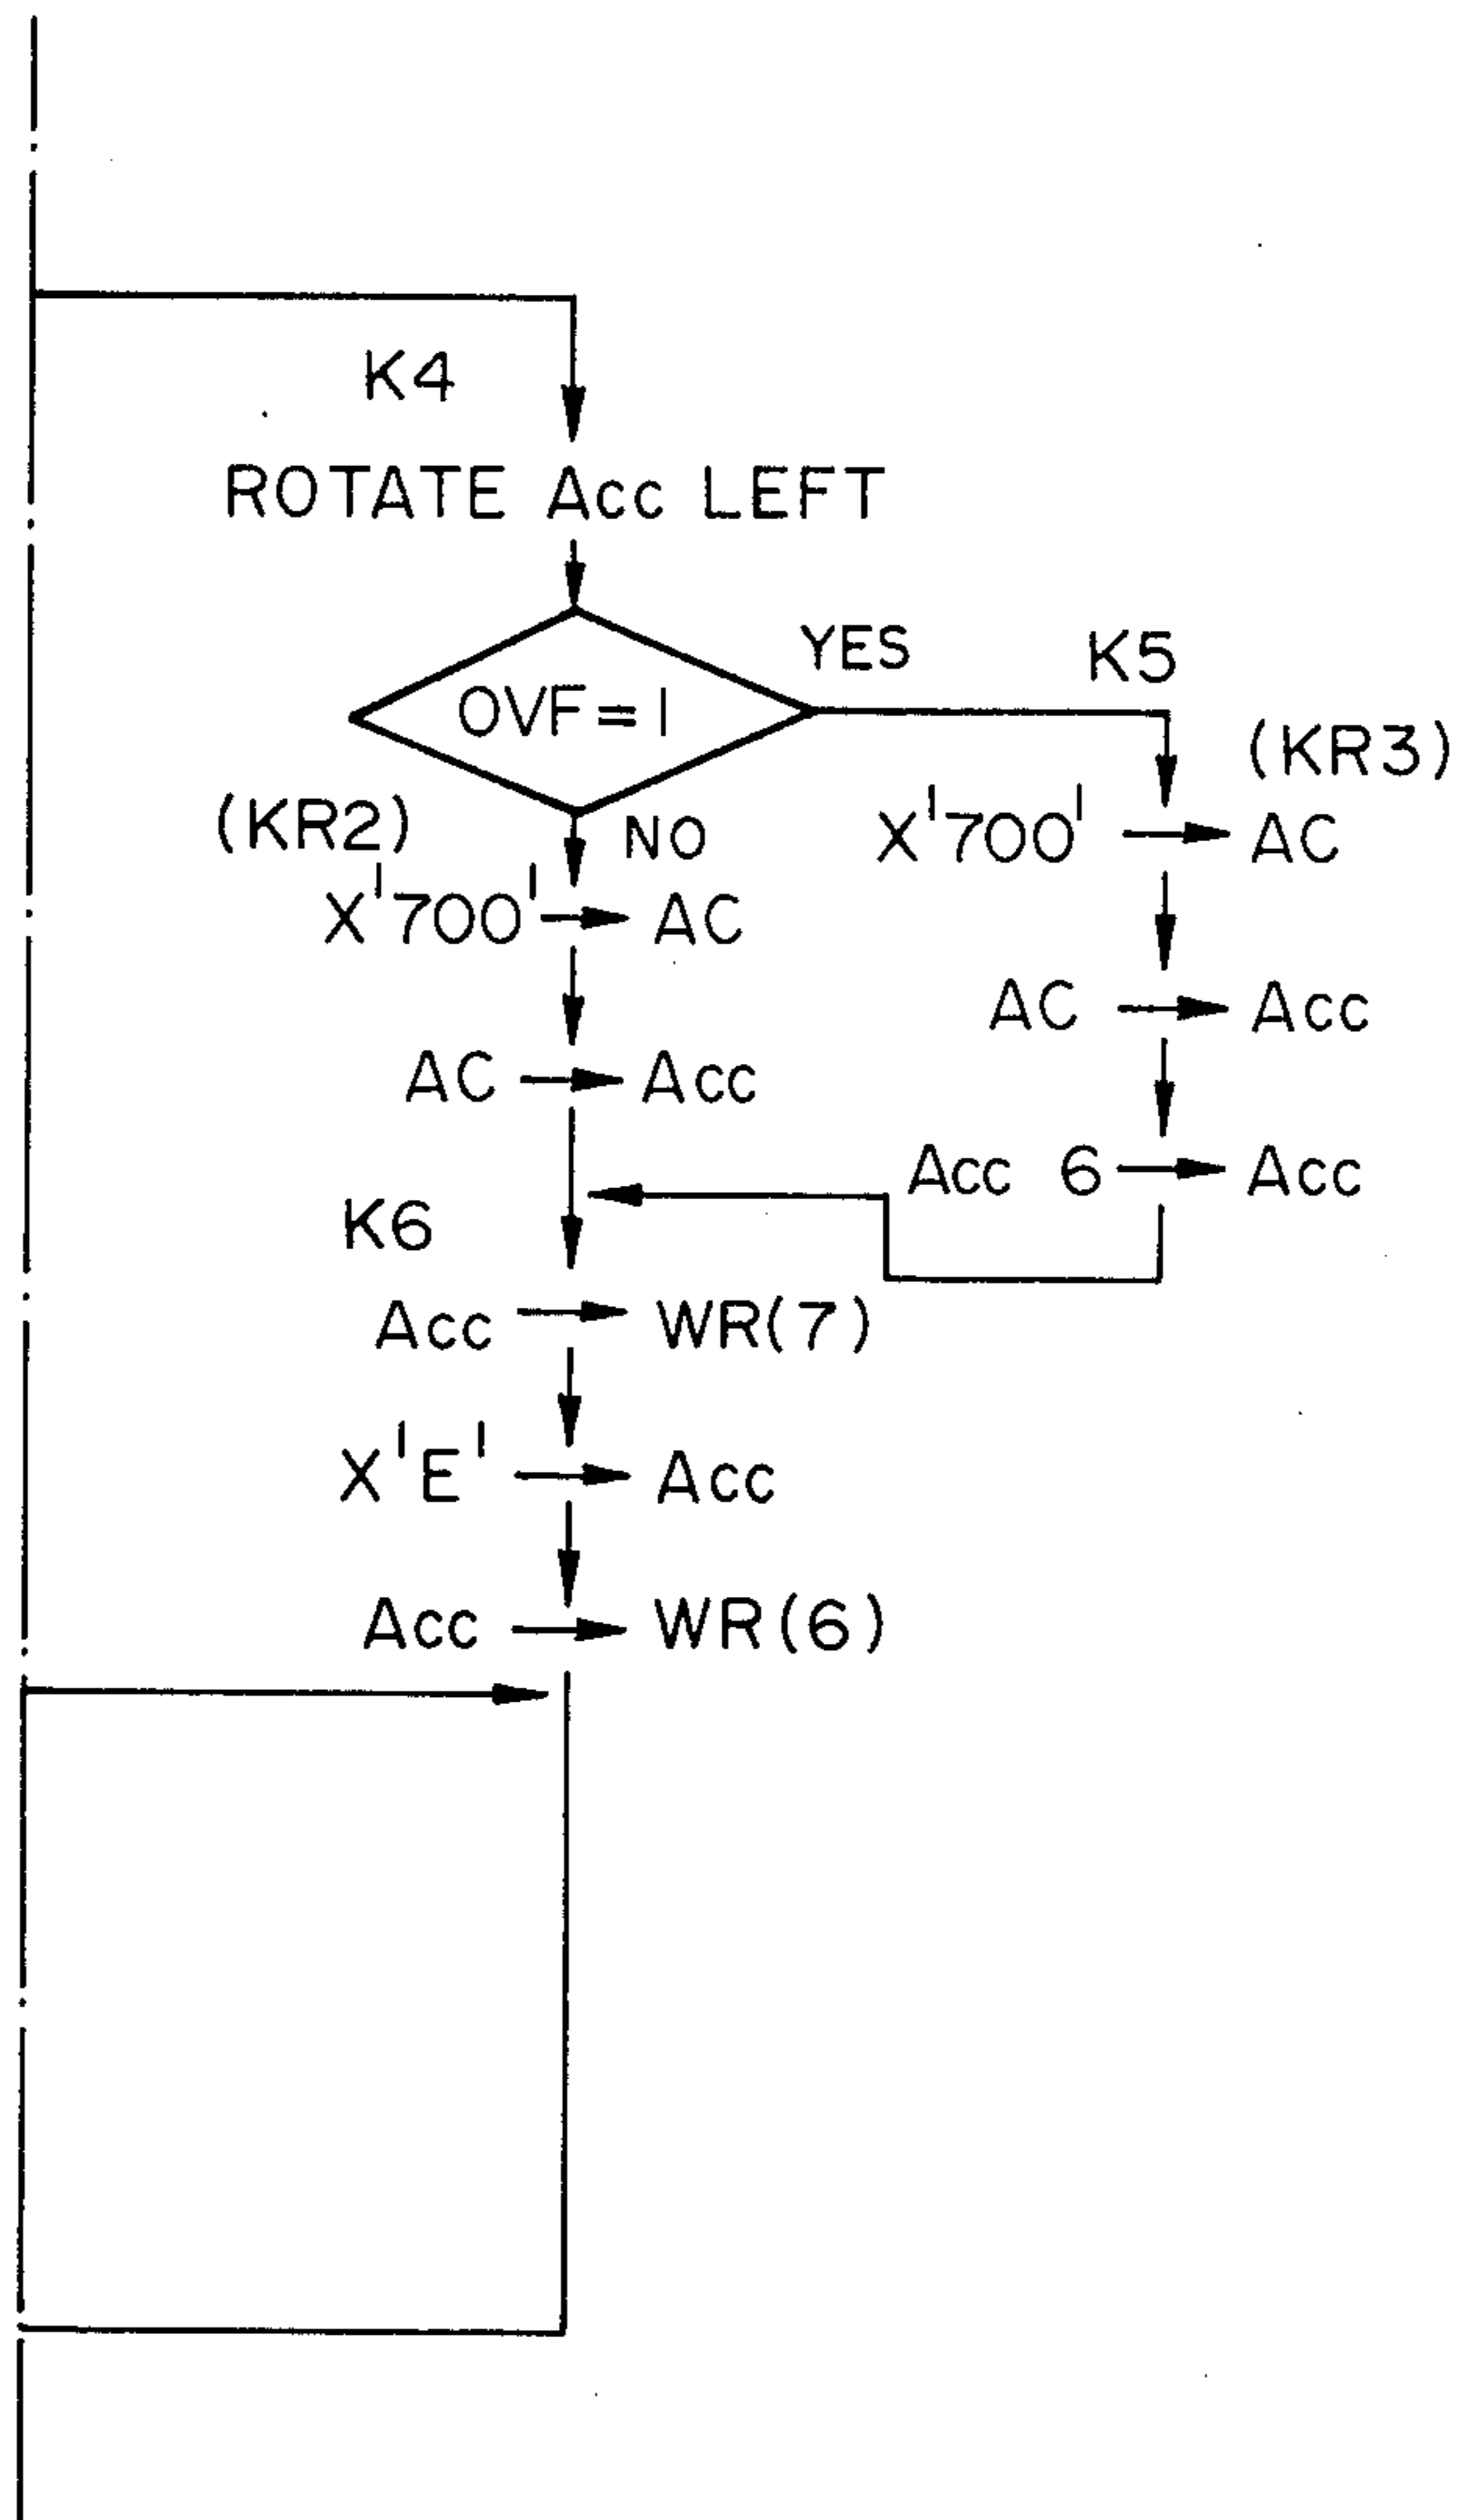 K4
ROTATE Acc LEFT
YES
K5
OVF=1
(KR3)
(KR2)
NO
X'700' AC
X'700' AC
AC Acc
AC Acc
Acc 6 Acc
K6
Acc WR(7)
X'E' Acc
Acc WR(6)